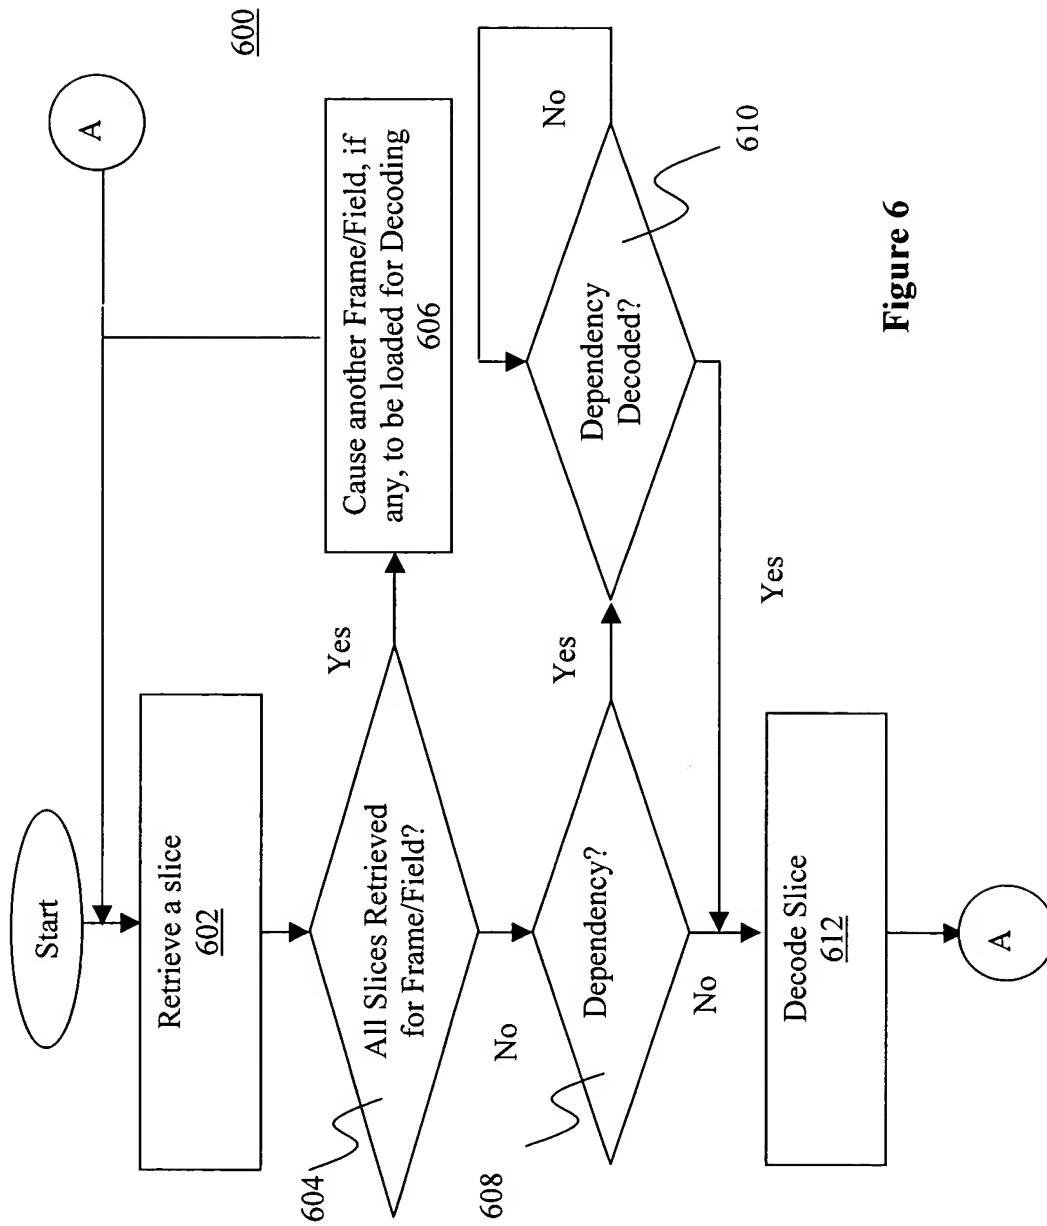 600
Start
A
Retrieve a slice
602
604
All Slices Retrieved
for Frame/Field?
Yes
Cause another Frame/Field, if
any, to be loaded for Decoding
606
No
608
Dependency?
Yes
Dependency
Decoded?
No
610
No
Yes
Decode Slice
612
A
Figure 6